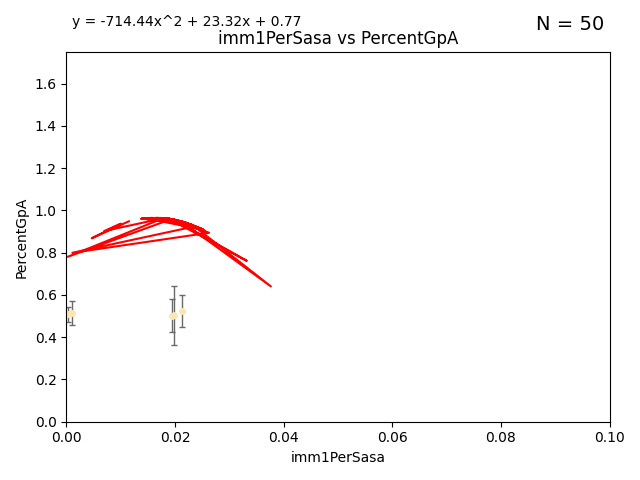 y = -714.44x^2 + 23.32x + 0.77
N = 50
imm1PerSasa vs PercentGpA
PercentGpA
1.6
1.4
1.2
1.0
0.8
0.6
0.4
0.2
0.0
0.00 0.02 0.04 0.06 0.08 0.10
imm1PerSasa